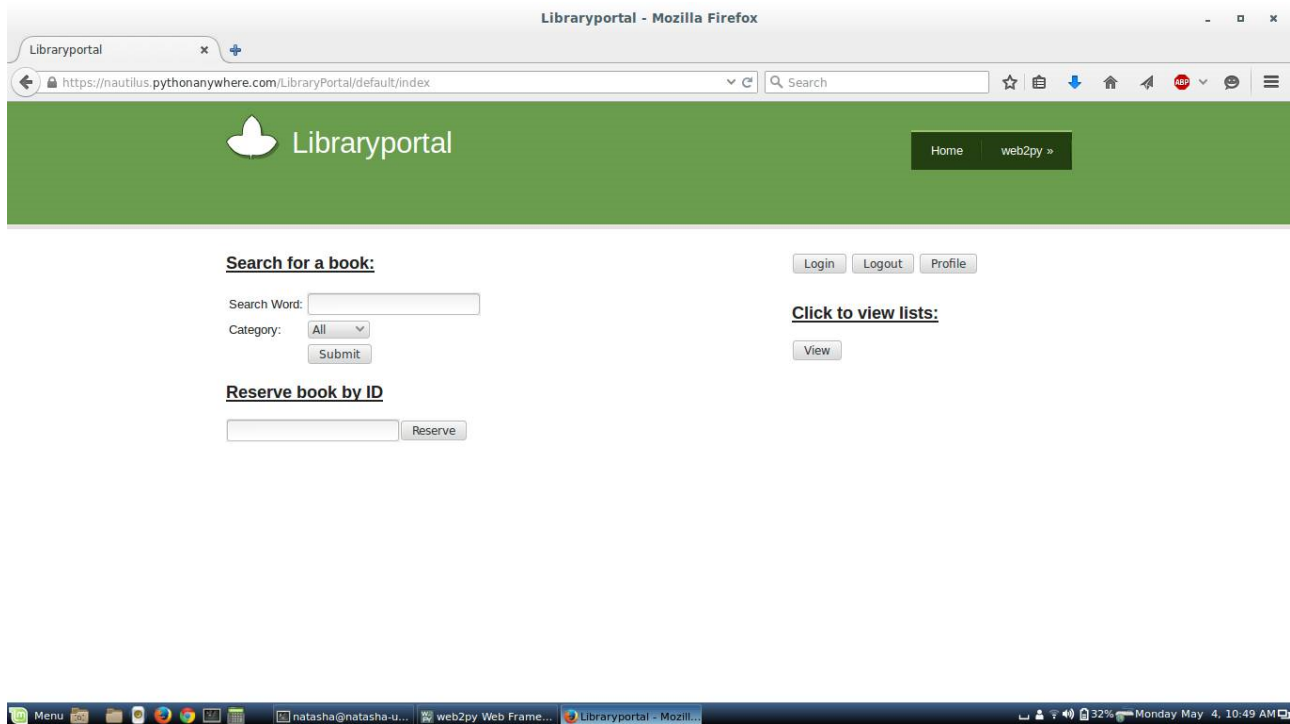 Libraryportal - Mozilla Firefox
Libraryportal
https://nautilus.pythonanywhere.com/LibraryPortal/default/index
Search
ABP
Libraryportal
Home web2py »
Search for a book:
Login Logout Profile
Search Word:
Category: All
Submit
Click to view lists:
View
Reserve book by ID
Reserve
Menu natasha@natasha-u... web2py Web Frame... Libraryportal - Mozill... 32% Monday May 4, 10:49 AM